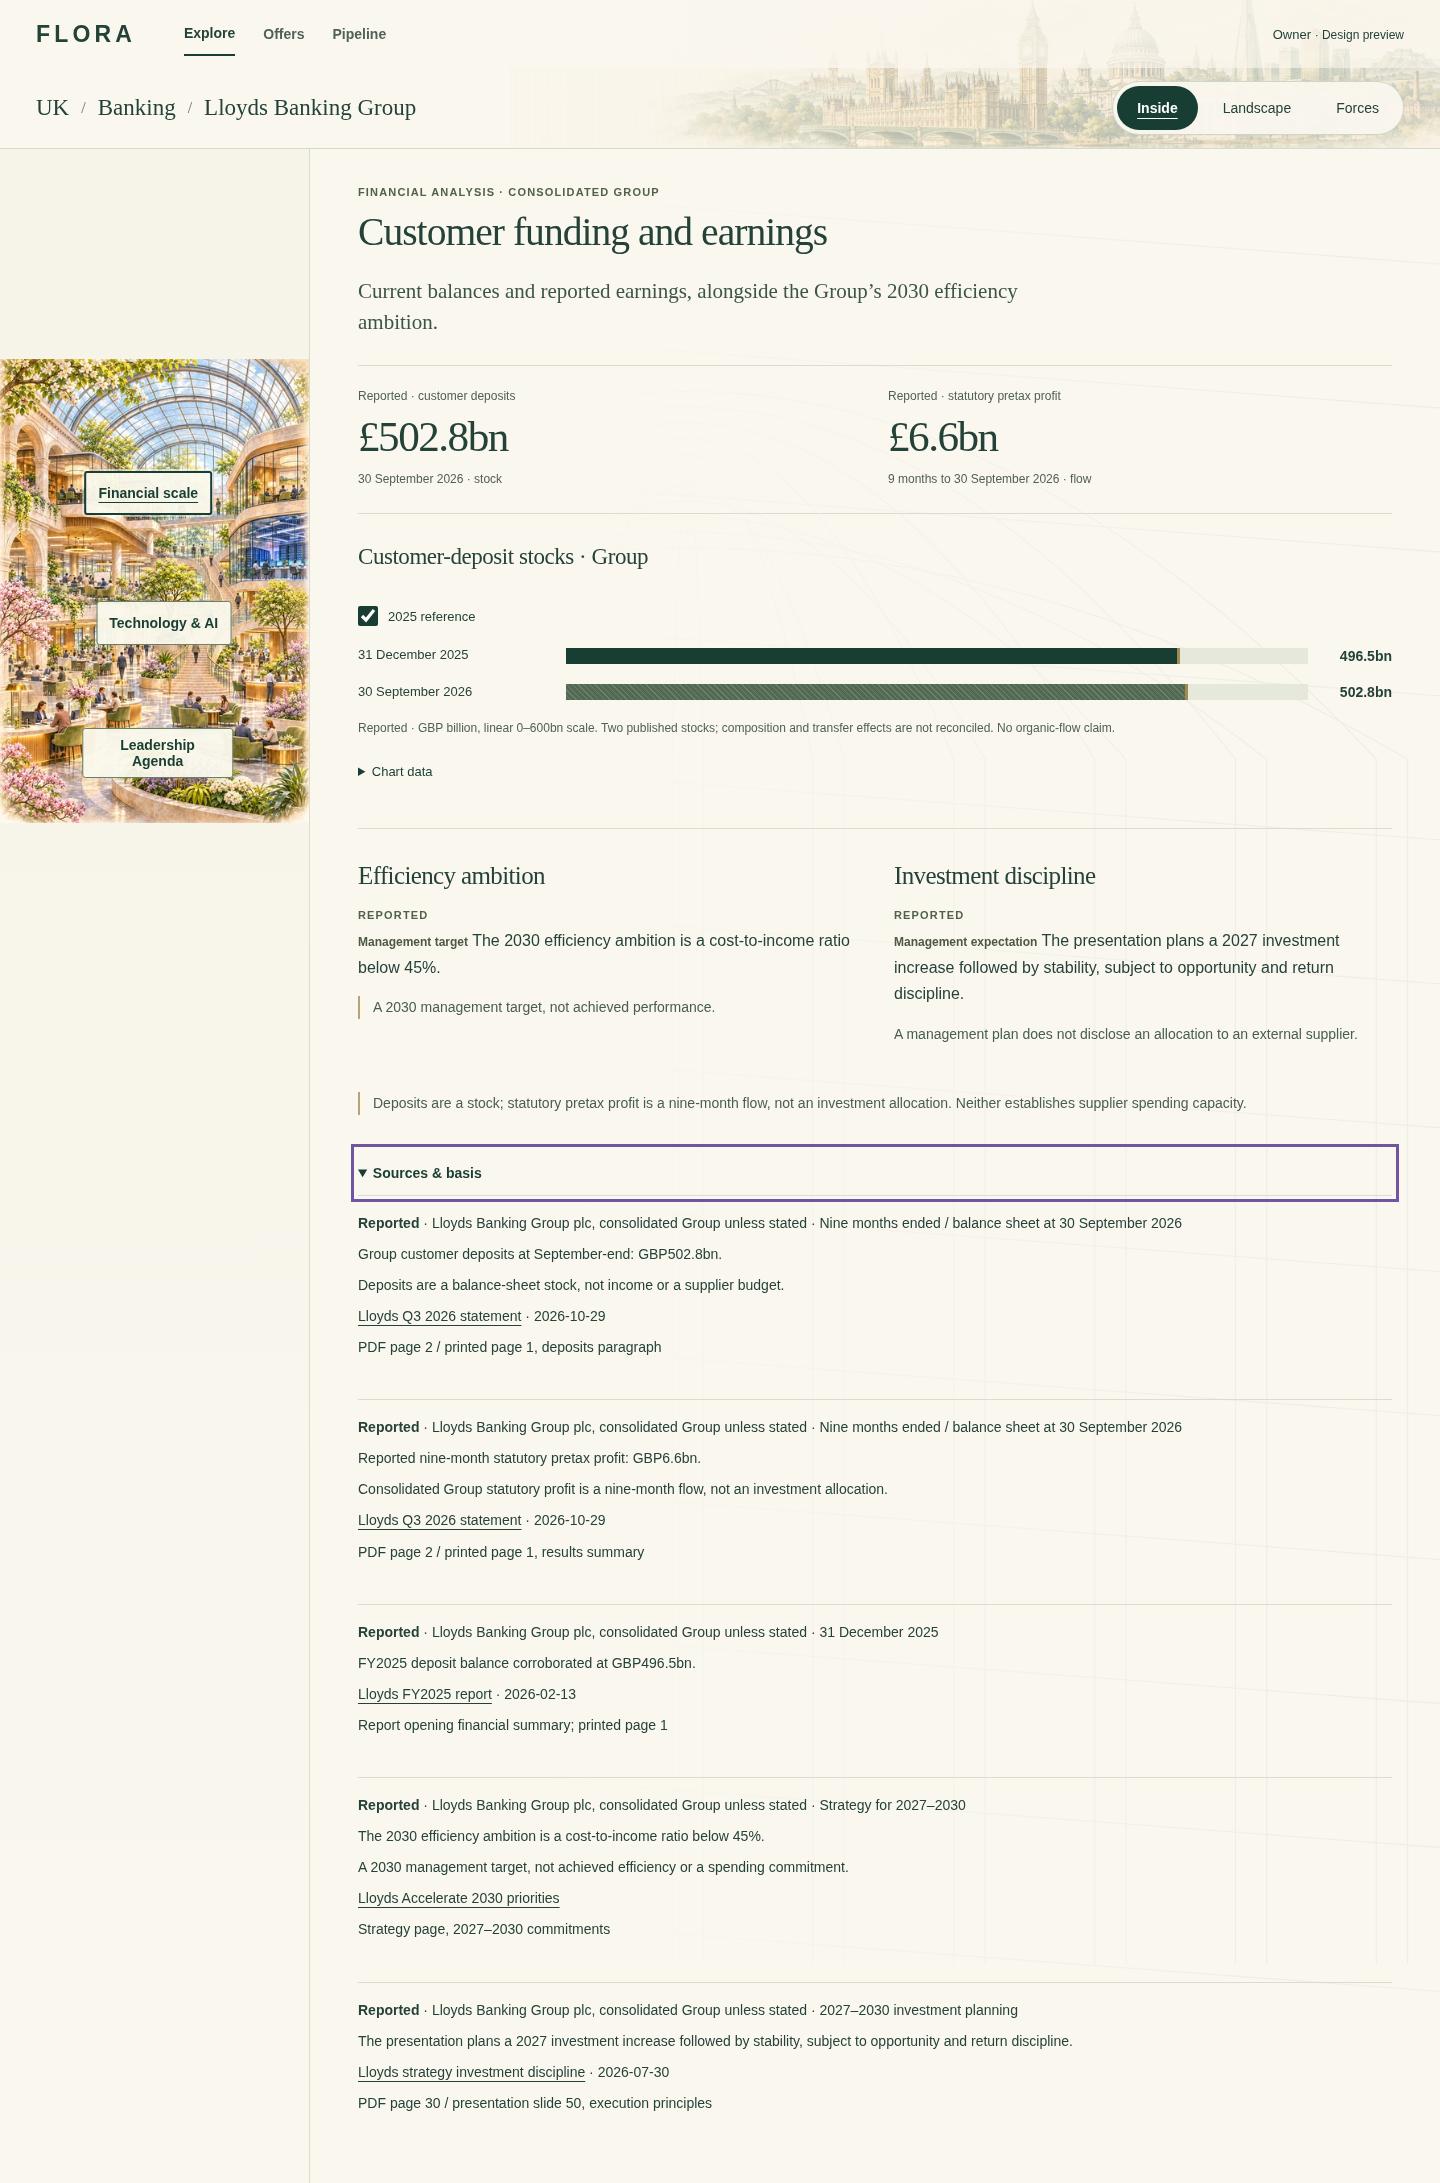 FLORA
Explore
Offers
Pipeline
Owner · Design preview
UK / Banking / Lloyds Banking Group
Inside
Landscape
Forces
Financial scale
Technology & AI
Leadership
Agenda
FINANCIAL ANALYSIS · CONSOLIDATED GROUP
Customer funding and earnings
Current balances and reported earnings, alongside the Group’s 2030 efficiency
ambition.
Reported · customer deposits
£502.8bn
30 September 2026 · stock
Reported · statutory pretax profit
£6.6bn
9 months to 30 September 2026 · flow
Customer-deposit stocks · Group
2025 reference
31 December 2025
496.5bn
30 September 2026
502.8bn
Reported · GBP billion, linear 0–600bn scale. Two published stocks; composition and transfer effects are not reconciled. No organic-flow claim.
Chart data
Efficiency ambition
REPORTED
Management target The 2030 efficiency ambition is a cost-to-income ratio
below 45%.
A 2030 management target, not achieved performance.
Investment discipline
REPORTED
Management expectation The presentation plans a 2027 investment
increase followed by stability, subject to opportunity and return
discipline.
A management plan does not disclose an allocation to an external supplier.
Deposits are a stock; statutory pretax profit is a nine-month flow, not an investment allocation. Neither establishes supplier spending capacity.
Sources & basis
Reported · Lloyds Banking Group plc, consolidated Group unless stated · Nine months ended / balance sheet at 30 September 2026
Group customer deposits at September-end: GBP502.8bn.
Deposits are a balance-sheet stock, not income or a supplier budget.
Lloyds Q3 2026 statement · 2026-10-29
PDF page 2 / printed page 1, deposits paragraph
Reported · Lloyds Banking Group plc, consolidated Group unless stated · Nine months ended / balance sheet at 30 September 2026
Reported nine-month statutory pretax profit: GBP6.6bn.
Consolidated Group statutory profit is a nine-month flow, not an investment allocation.
Lloyds Q3 2026 statement · 2026-10-29
PDF page 2 / printed page 1, results summary
Reported · Lloyds Banking Group plc, consolidated Group unless stated · 31 December 2025
FY2025 deposit balance corroborated at GBP496.5bn.
Lloyds FY2025 report · 2026-02-13
Report opening financial summary; printed page 1
Reported · Lloyds Banking Group plc, consolidated Group unless stated · Strategy for 2027–2030
The 2030 efficiency ambition is a cost-to-income ratio below 45%.
A 2030 management target, not achieved efficiency or a spending commitment.
Lloyds Accelerate 2030 priorities
Strategy page, 2027–2030 commitments
Reported · Lloyds Banking Group plc, consolidated Group unless stated · 2027–2030 investment planning
The presentation plans a 2027 investment increase followed by stability, subject to opportunity and return discipline.
Lloyds strategy investment discipline · 2026-07-30
PDF page 30 / presentation slide 50, execution principles